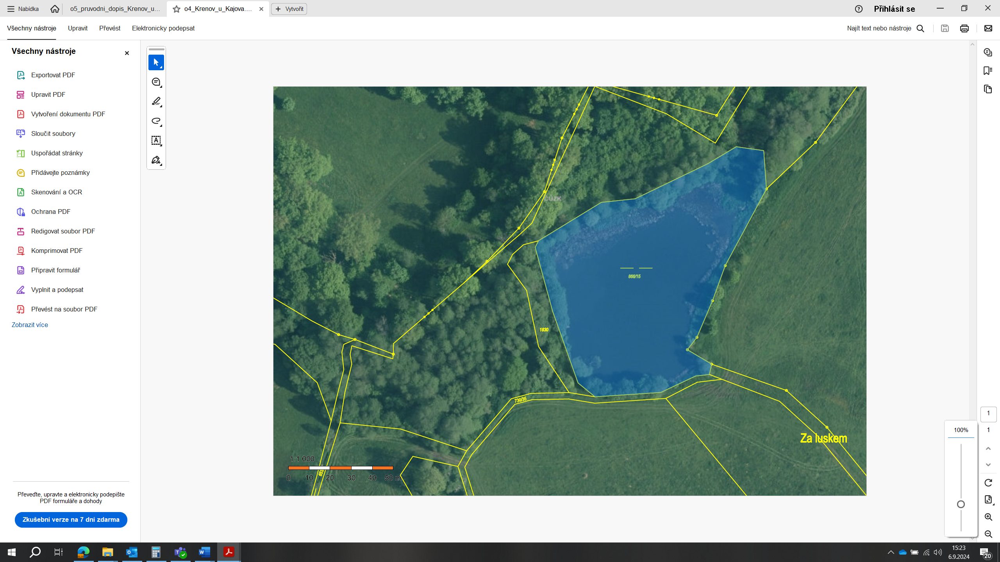 Nabídka
o5_pruvodni_dopis_Krenov_u...
o4_Krenov_u_Kajova....
Vytvořit
Přihlásit se
Všechny nástroje
Upravit
Převést
Elektronicky podepsat
Najít text nebo nástroje
Všechny nástroje
Exportovat PDF
Upravit PDF
Vytvoření dokumentu PDF
Sloučit soubory
Uspořádat stránky
Přidávejte poznámky
Skenování a OCR
Ochrana PDF
Redigovat soubor PDF
Komprimovat PDF
Připravit formulář
Vyplnit a podepsat
Převést na soubor PDF
Zobrazit více
Převeďte, upravte a elektronicky podepište
PDF formuláře a dohody
Zkušební verze na 7 dní zdarma
ČÚZK
866/15
1830
730/35
Za luskem
1:1 000
0 10 20 30 40 50 m
1
100%
1
15:23
6.9.2024
20